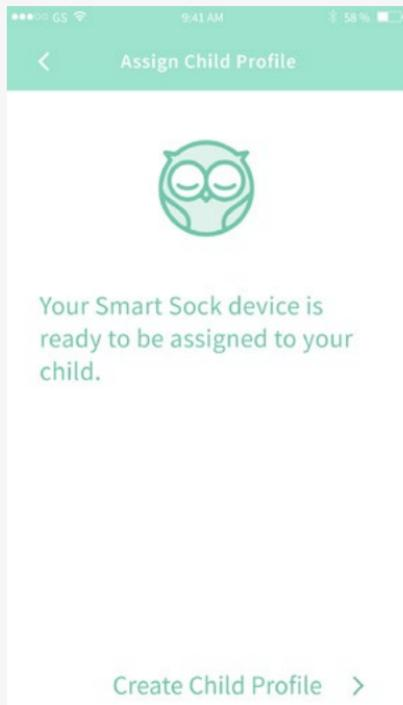 GS 9:41 AM 58 %
Assign Child Profile
Your Smart Sock device is
ready to be assigned to your
child.
Create Child Profile